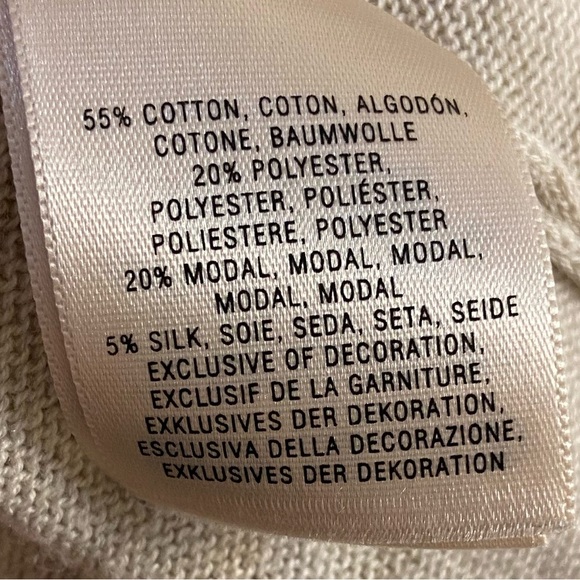 55% COTTON, COTON, ALGODÓN,
COTONE, BAUMWOLLE
20% POLYESTER,
POLYESTER, POLIÉSTER,
POLIESTERE, POLYESTER
20% MODAL, MODAL, MODAL,
MODAL, MODAL
5% SILK, SOIE, SEDA, SETA, SEIDE
EXCLUSIVE OF DECORATION,
EXCLUSIF DE LA GARNITURE,
EXKLUSIVES DER DEKORATION,
ESCLUSIVA DELLA DECORAZIONE,
EXKLUSIVES DER DEKORATION